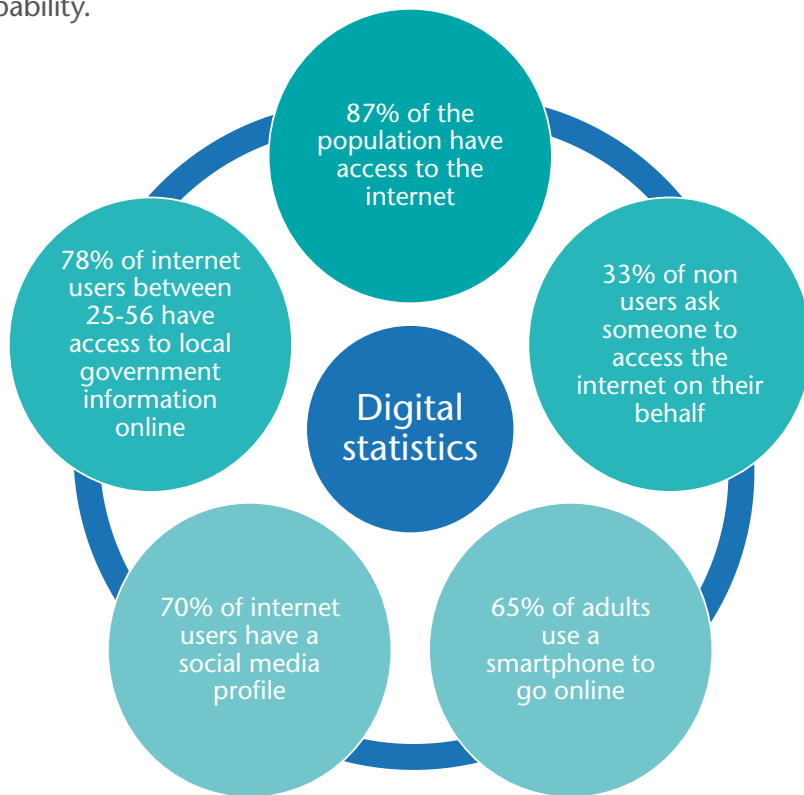 87% of the
population have
access to the
internet
33% of non
users ask
someone to
access the
internet on their
behalf
65% of adults
use a
smartphone to
go online
70% of internet
users have a
social media
profile
78% of internet
users between
25-56 have
access to local
government
information
online
Digital
statistics